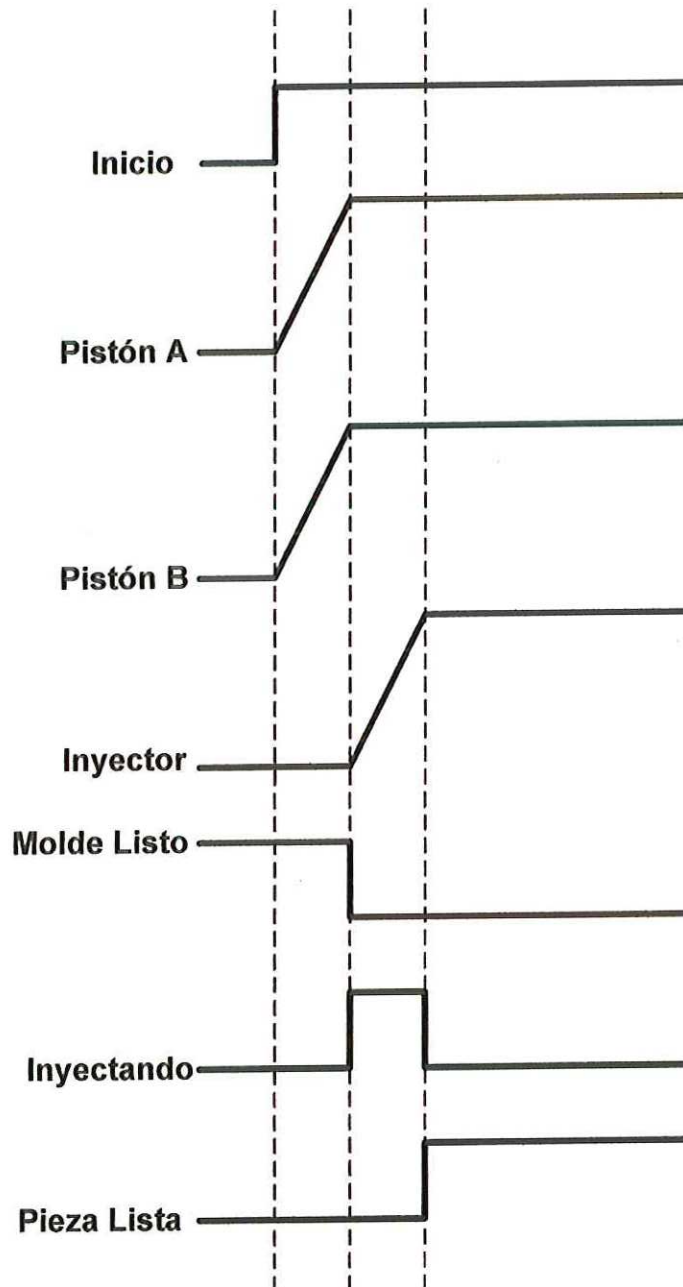 Inicio
Pistón A
Pistón B
Inyector
Molde Listo
Inyectando
Pieza Lista